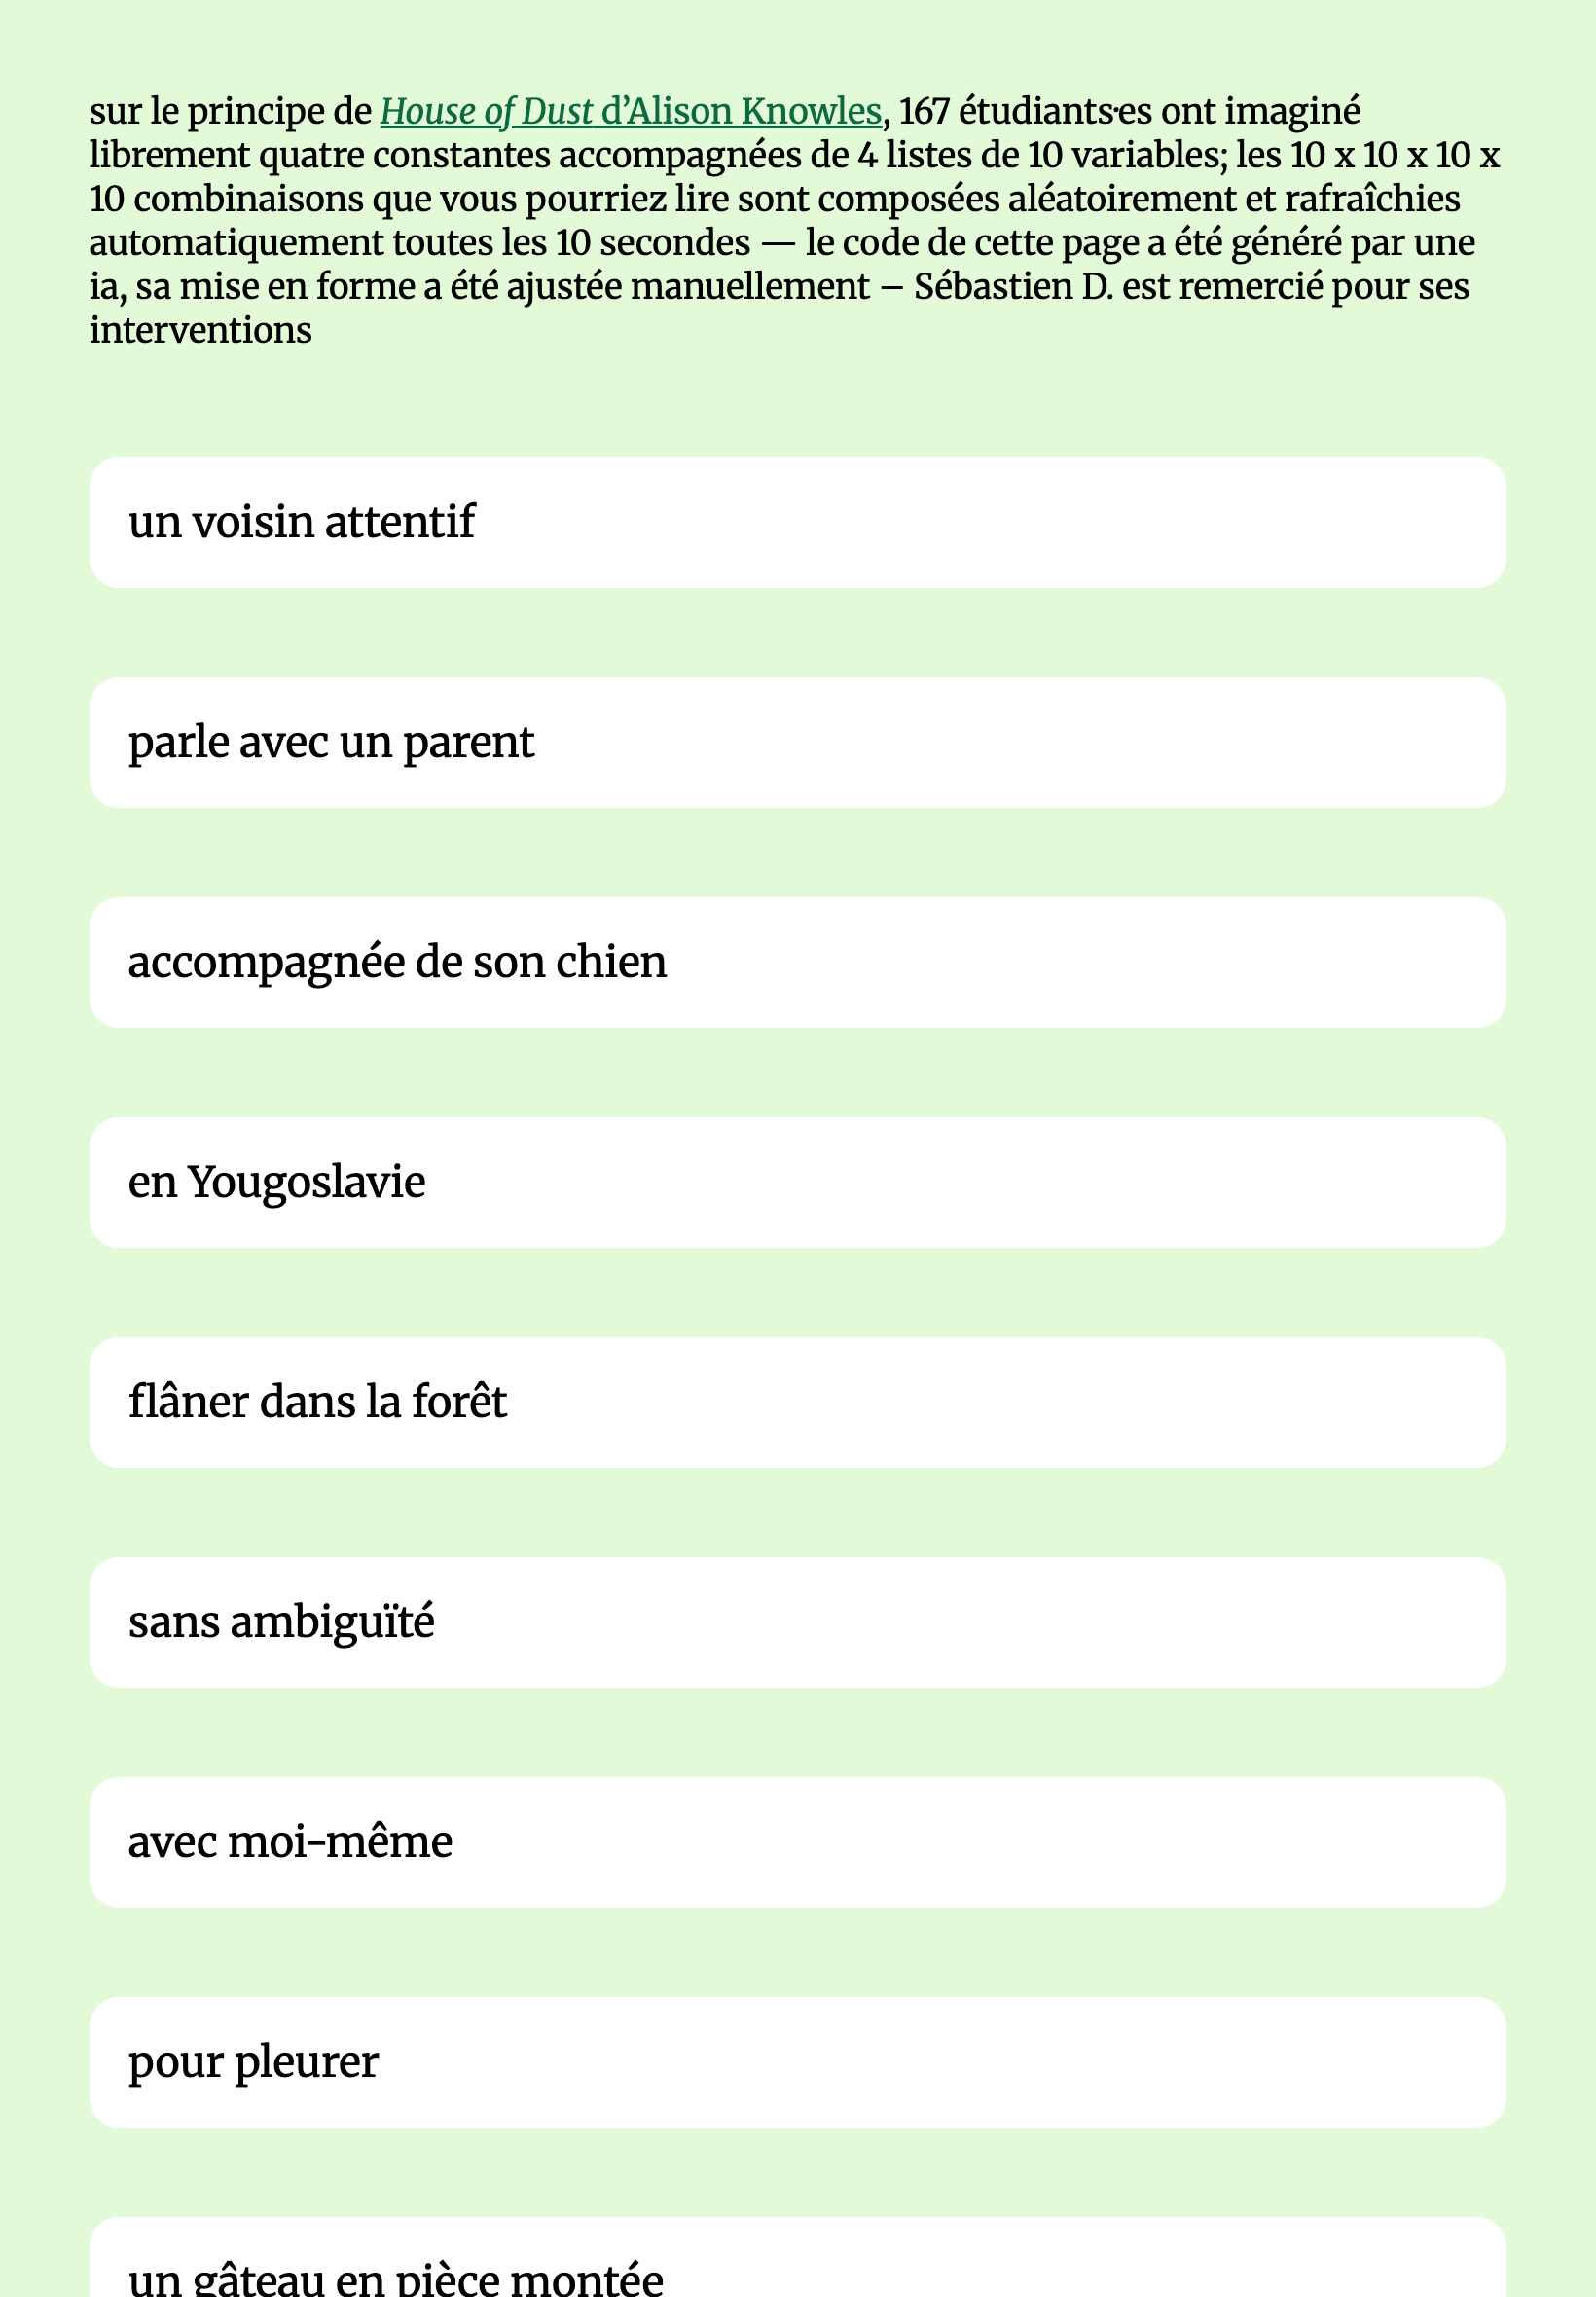 sur le principe de House of Dust d’Alison Knowles, 167 étudiants·es ont imaginé
librement quatre constantes accompagnées de 4 listes de 10 variables; les 10 x 10 x 10 x
10 combinaisons que vous pourriez lire sont composées aléatoirement et rafraîchies
automatiquement toutes les 10 secondes — le code de cette page a été généré par une
ia, sa mise en forme a été ajustée manuellement – Sébastien D. est remercié pour ses
interventions
un voisin attentif
parle avec un parent
accompagnée de son chien
en Yougoslavie
flâner dans la forêt
sans ambiguïté
avec moi-même
pour pleurer
un gâteau en pièce montée